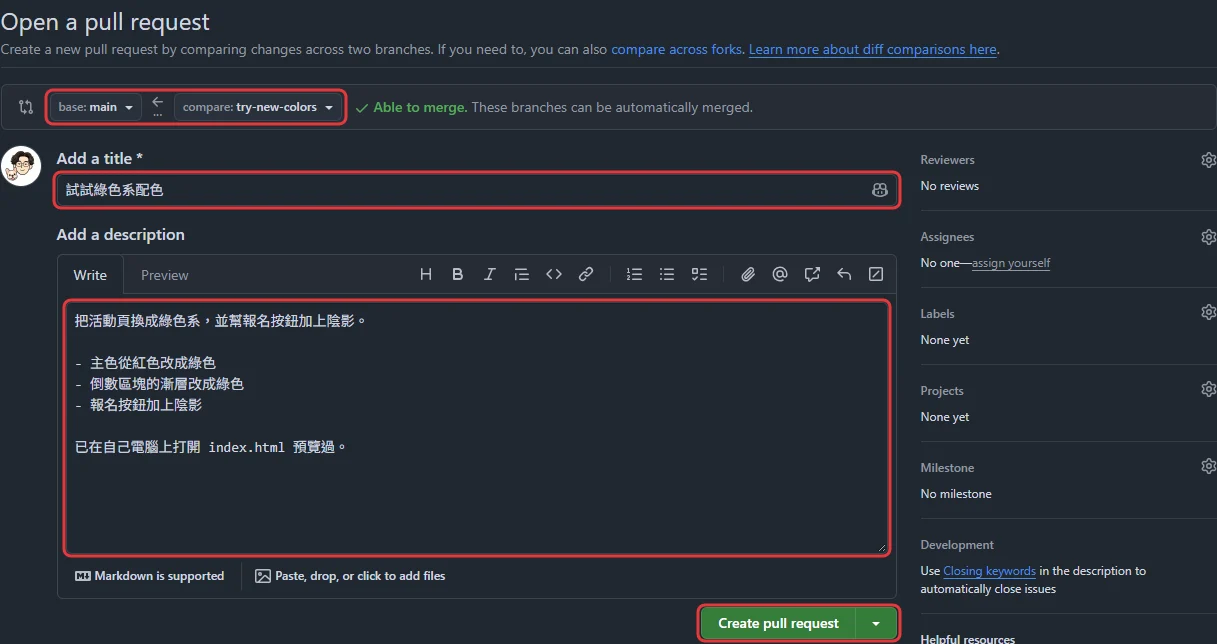 Open a pull request
Create a new pull request by comparing changes across two branches. If you need to, you can also compare across forks. Learn more about diff comparisons here.
base: main
compare: try-new-colors
Able to merge. These branches can be automatically merged.
Add a title *
試試綠色系配色
Add a description
Write
Preview
把活動頁換成綠色系，並幫報名按鈕加上陰影。
- 主色從紅色改成綠色
- 倒數區塊的漸層改成綠色
- 報名按鈕加上陰影
已在自己電腦上打開 index.html 預覽過。
Markdown is supported
Paste, drop, or click to add files
Create pull request
Reviewers
No reviews
Assignees
No one—assign yourself
Labels
None yet
Projects
None yet
Milestone
No milestone
Development
Use Closing keywords in the description to
automatically close issues
Helpful resources